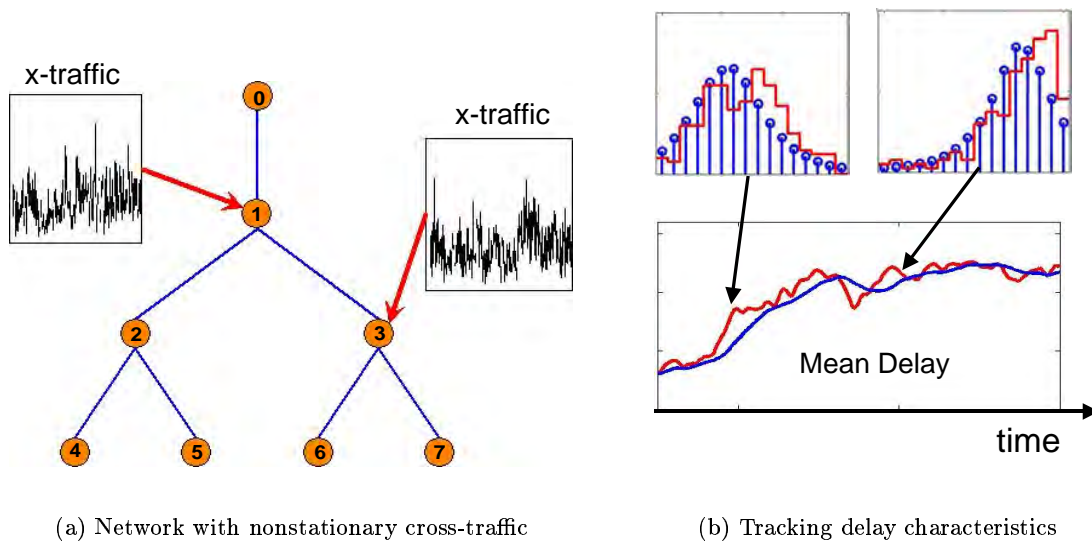 x-traffic
0
x-traffic
1
2
3
4
5
6
7
Mean Delay
time
(a) Network with nonstationary cross-traffic
(b) Tracking delay characteristics